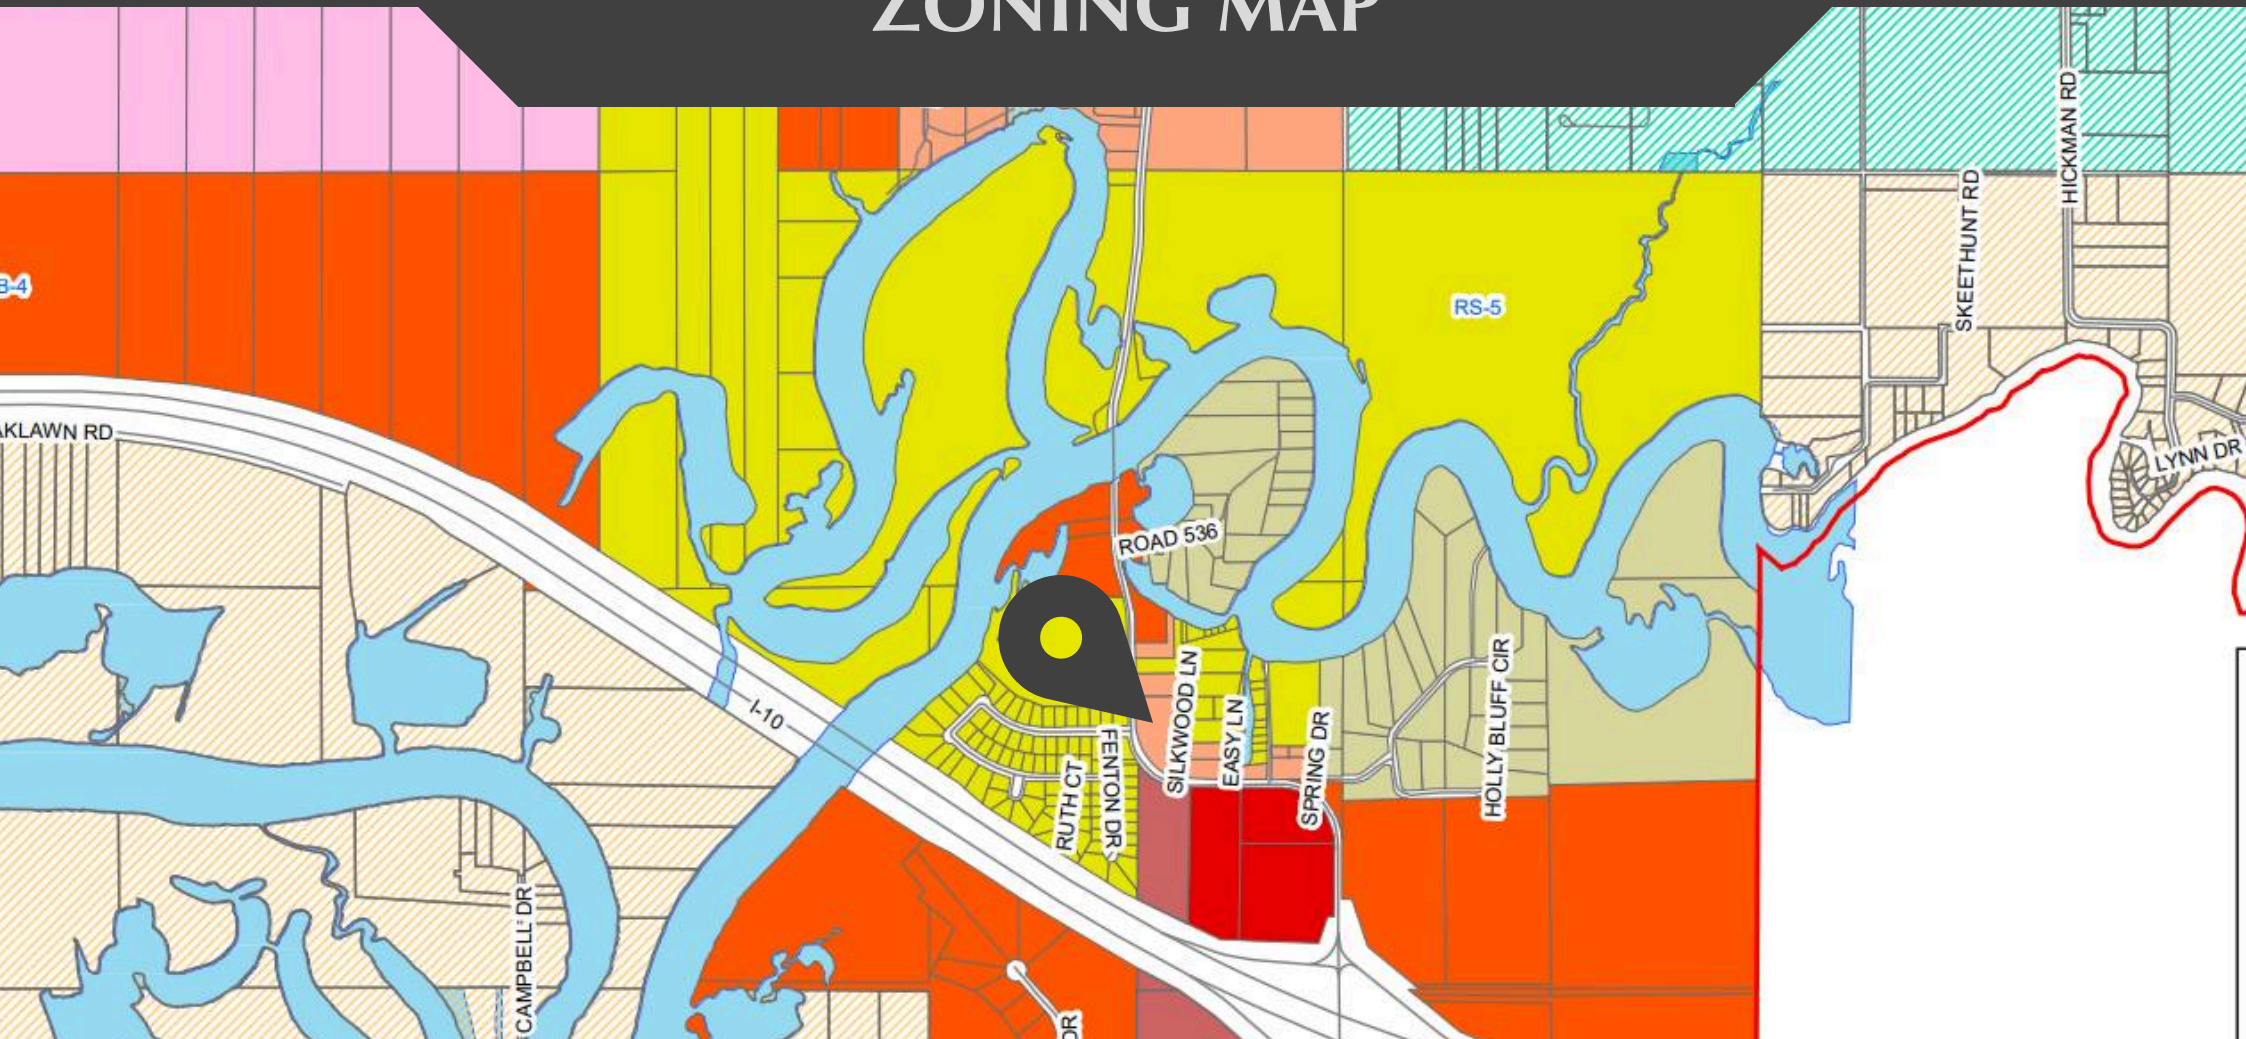 ZONING MAP
HICKMAN RD
SKEETHUNT RD
B-4
RS-5
AKLAWN RD
LYNN DR
ROAD 536
I-10
SILKWOOD LN
EASY LN
SPRING DR
HOLLY BLUFF CIR
FENTON DR
RUTH CT
CAMPBELL DR
DR